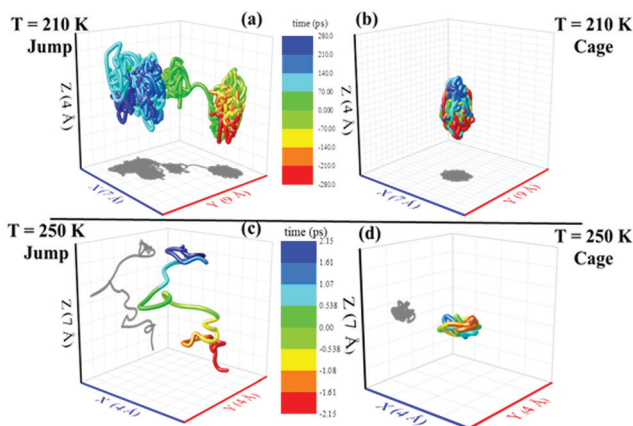 T = 210 K
Jump
(a)
Z (4 Å)
X (7 Å)
Y (9 Å)
time (ps)
280.0
210.0
140.0
70.00
0.000
-70.00
-140.0
-210.0
-280.0
(b)
T = 210 K
Cage
Z (4 Å)
X (7 Å)
Y (9 Å)
T = 250 K
Jump
(c)
Z (7 Å)
X (4 Å)
Y (4 Å)
time (ps)
2.15
1.61
1.08
0.538
0.00
-0.538
-1.08
-1.61
-2.15
(d)
T = 250 K
Cage
Z (7 Å)
X (4 Å)
Y (4 Å)